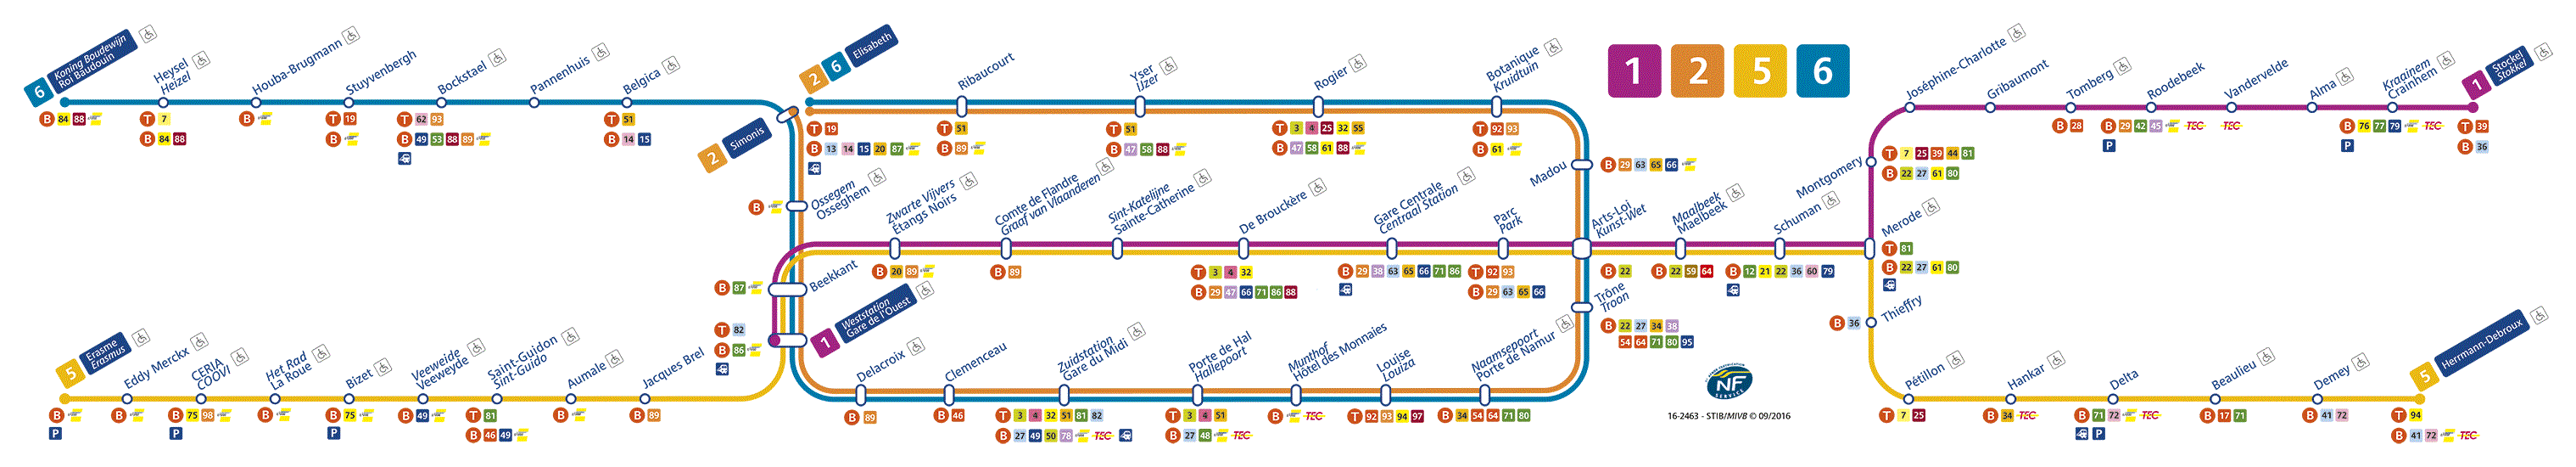 6
Koning Boudewijn
Roi Baudouin
B 84 88
Heysel
Heizel
T 7
B 84 88
Houba-Brugmann
B
Stuyvenbergh
T 19
B
Bockstael
T 62 93
B 49 53 88 89
Pannenhuis
Belgica
T 51
B 14 15
2
Simonis
2 6
Elisabeth
T 19
B 13 14 15 20 87
Ribaucourt
T 51
B 89
Yser
IJzer
T 51
B 47 58 88
Rogier
T 3 4 25 32 55
B 47 58 61 88
Botanique
Kruidtuin
T 92 93
B 61
1 2 5 6
Madou
B 29 63 65 66
Joséphine-Charlotte
Gribaumont
Tomberg
B 28
Roodebeek
B 29 42 45 TEC
P
Vandervelde
TEC
Alma
Kraainem
Crainhem
B 76 77 79 TEC
P
1
Stockel
Stokkel
T 39
B 36
Montgomery
T 7 25 39 44 81
B 22 27 61 80
Ossegem
Osseghem
B
Zwarte Vijvers
Étangs Noirs
B 20 89
Comte de Flandre
Graaf van Vlaanderen
B 89
Sint-Katelijne
Sainte-Catherine
De Brouckère
T 3 4 32
B 29 47 66 71 86 88
Gare Centrale
Centraal Station
B 29 38 63 65 66 71 86
Parc
Park
T 92 93
B 29 63 65 66
Arts-Loi
Kunst-Wet
B 22
Maalbeek
Maelbeek
B 22 59 64
Schuman
B 12 21 22 36 60 79
Merode
T 81
B 22 27 61 80
Beekkant
B 87
1
Weststation
Gare de l'Ouest
T 82
B 86
Trône
Troon
B 22 27 34 38
54 64 71 80 95
Thieffry
B 36
5
Erasme
Erasmus
B
P
Eddy Merckx
B
CERIA
COOVI
B 75 98
P
Het Rad
La Roue
B
Bizet
B 75
P
Veeweide
Veeweyde
B 49
Saint-Guidon
Sint-Guido
T 81
B 46 49
Aumale
B
Jacques Brel
B 89
Delacroix
B 89
Clemenceau
B 46
Zuidstation
Gare du Midi
T 3 4 32 51 81 82
B 27 49 50 78 TEC
Porte de Hal
Hallepoort
T 3 4 51
B 27 48 TEC
Munthof
Hôtel des Monnaies
B TEC
Louise
Louiza
T 92 93 94 97
Naamsepoort
Porte de Namur
B 34 54 64 71 80
NF
SERVICE
16-2463 - STIB/MIVB © 09/2016
Pétillon
T 7 25
Hankar
B 34 TEC
Delta
B 71 72 TEC
P
Beaulieu
B 17 71
Demey
B 41 72
5
Herrmann-Debroux
T 94
B 41 72 TEC